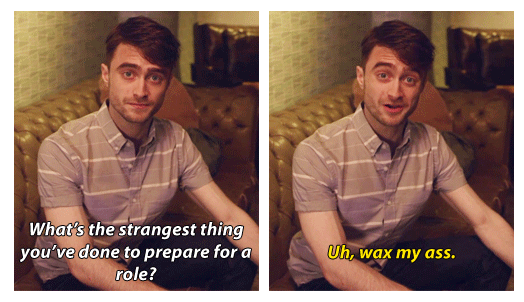 What's the strangest thing
you've done to prepare for a
role?
Uh, wax my ass.